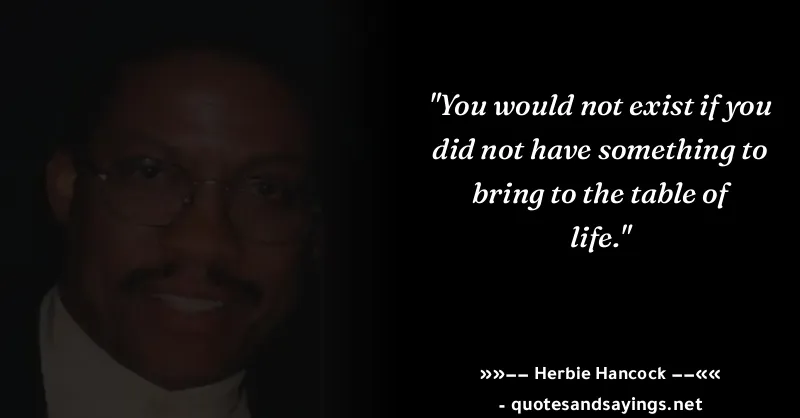 "You would not exist if you
did not have something to
bring to the table of
life."
»»−− Herbie Hancock −−««
- quotesandsayings.net